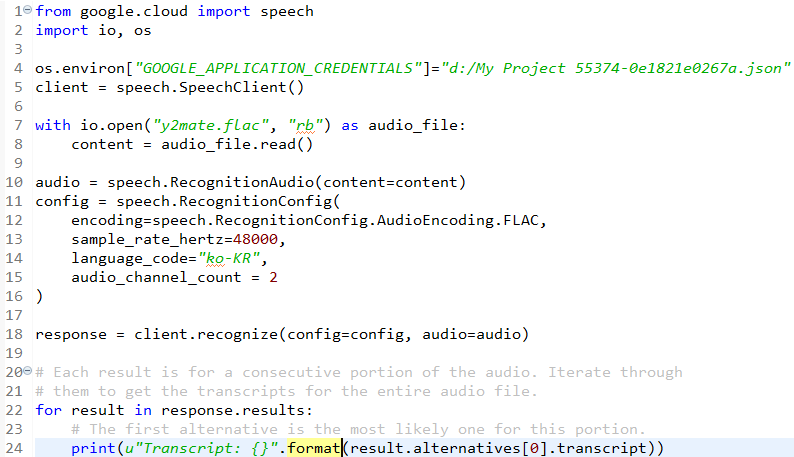 1 from google.cloud import speech
2 import io, os
3
4 os.environ["GOOGLE_APPLICATION_CREDENTIALS"]="d:/My Project 55374-0e1821e0267a.json"
5 client = speech.SpeechClient()
6
7 with io.open("y2mate.flac", "rb") as audio_file:
8     content = audio_file.read()
9
10 audio = speech.RecognitionAudio(content=content)
11 config = speech.RecognitionConfig(
12     encoding=speech.RecognitionConfig.AudioEncoding.FLAC,
13     sample_rate_hertz=48000,
14     language_code="ko-KR",
15     audio_channel_count = 2
16 )
17
18 response = client.recognize(config=config, audio=audio)
19
20 # Each result is for a consecutive portion of the audio. Iterate through
21 # them to get the transcripts for the entire audio file.
22 for result in response.results:
23     # The first alternative is the most likely one for this portion.
24     print(u"Transcript: {}".format(result.alternatives[0].transcript))